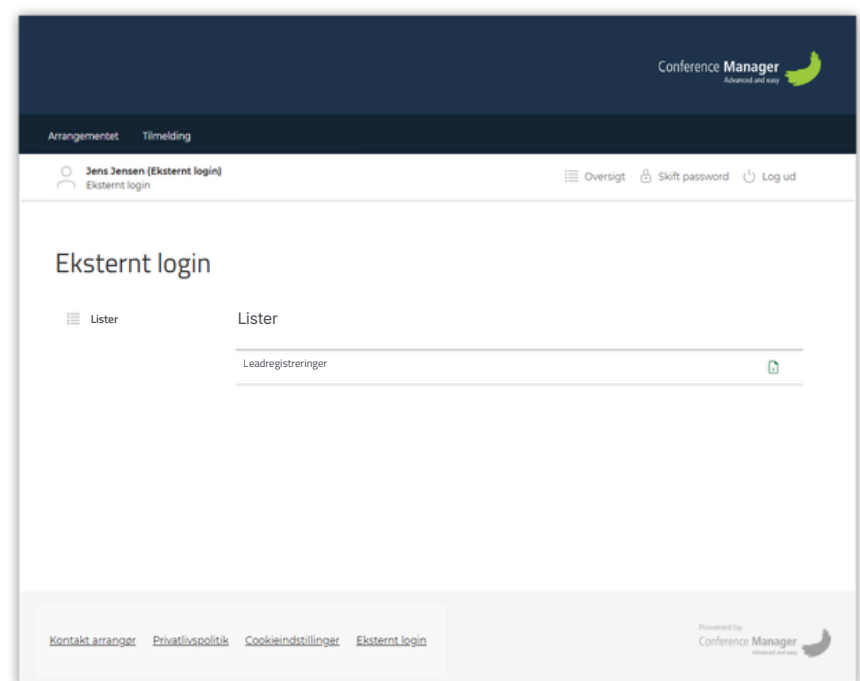 Conference Manager
Advanced and easy
Arrangementet Tilmelding
Jens Jensen (Eksternt login)
Eksternt login
Oversigt Skift password Log ud
Eksternt login
Lister
Lister
Leadregistreringer
Kontakt arrangør Privatlivspolitik Cookieindstillinger Eksternt login
Powered by
Conference Manager
Advanced and easy